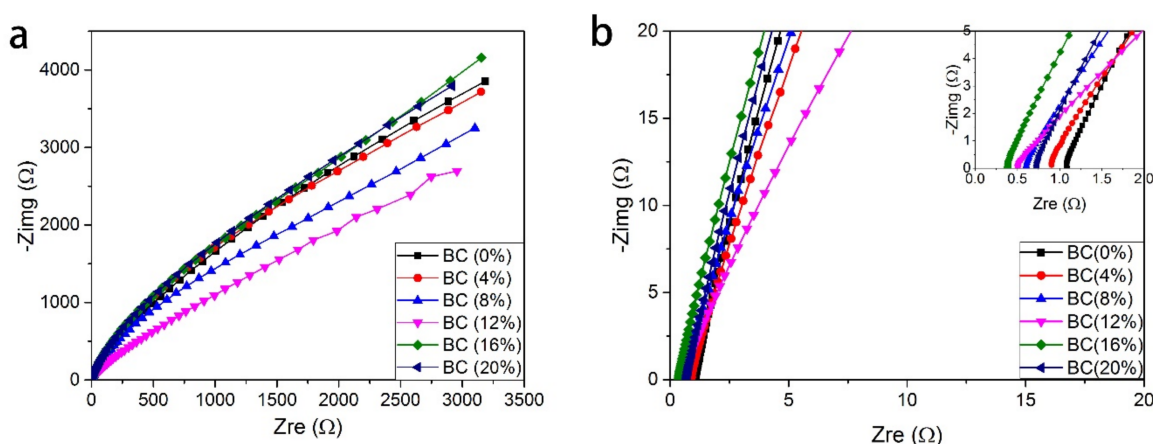 a
-Zimg (Ω)
4000
3000
2000
1000
0
0 500 1000 1500 2000 2500 3000 3500
Zre (Ω)
BC (0%)
BC (4%)
BC (8%)
BC (12%)
BC (16%)
BC (20%)
b
-Zimg (Ω)
20
15
10
5
0
0 5 10 15 20
Zre (Ω)
-Zimg (Ω)
5
4
3
2
1
0
0.0 0.5 1.0 1.5 2.0
Zre (Ω)
BC(0%)
BC(4%)
BC(8%)
BC(12%)
BC(16%)
BC(20%)